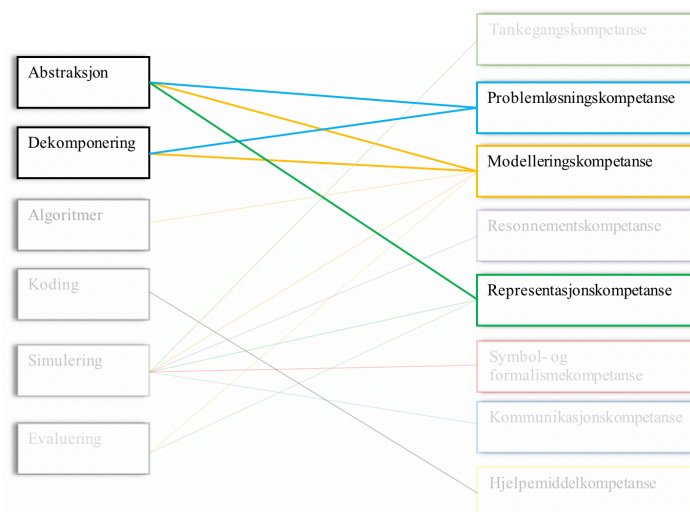 Abstraksjon
Dekomponering
Algoritmer
Koding
Simulering
Evaluering
Tankegangskompetanse
Problemløsningskompetanse
Modelleringskompetanse
Resonnementskompetanse
Representasjonskompetanse
Symbol- og
formalismekompetanse
Kommunikasjonskompetanse
Hjelpemiddelkompetanse